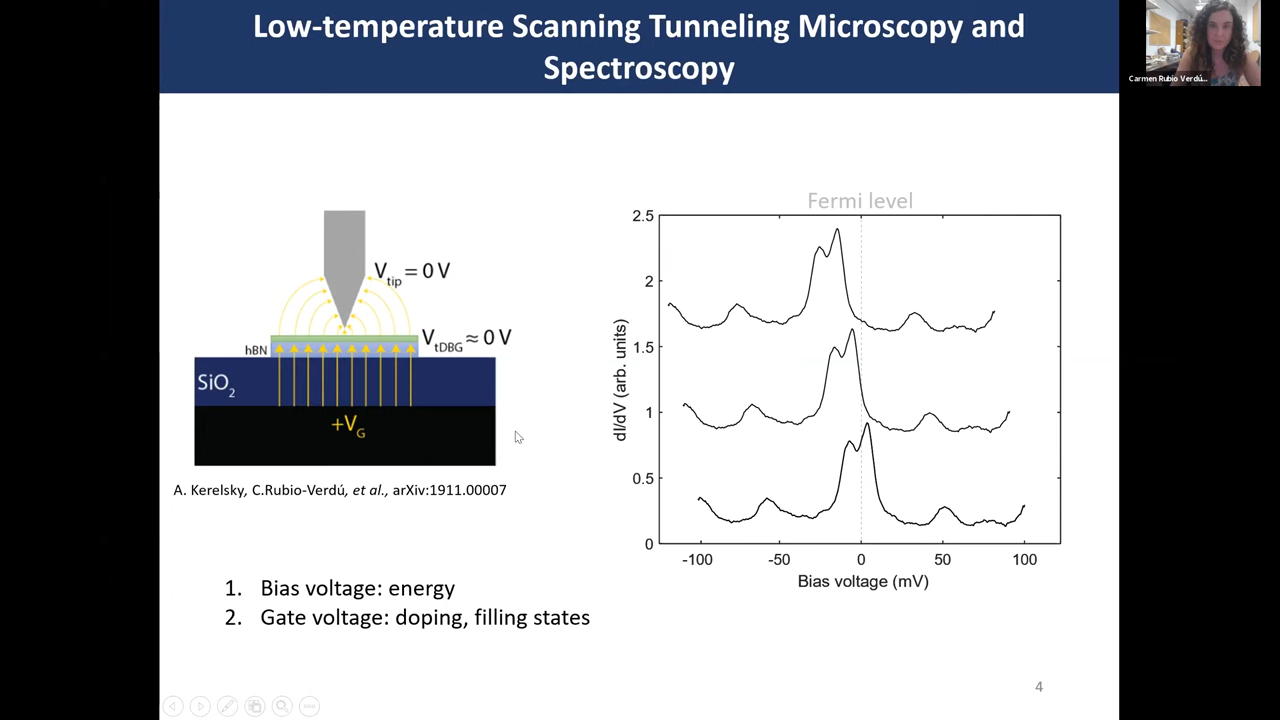 Low-temperature Scanning Tunneling Microscopy and
Spectroscopy
Carmen Rubio Verdú...
V_tip = 0 V
V_tDBG ≈ 0 V
hBN
SiO₂
+V_G
A. Kerelsky, C.Rubio-Verdú, et al., arXiv:1911.00007
1. Bias voltage: energy
2. Gate voltage: doping, filling states
Fermi level
2.5
2
1.5
1
0.5
0
dI/dV (arb. units)
-100 -50 0 50 100
Bias voltage (mV)
4